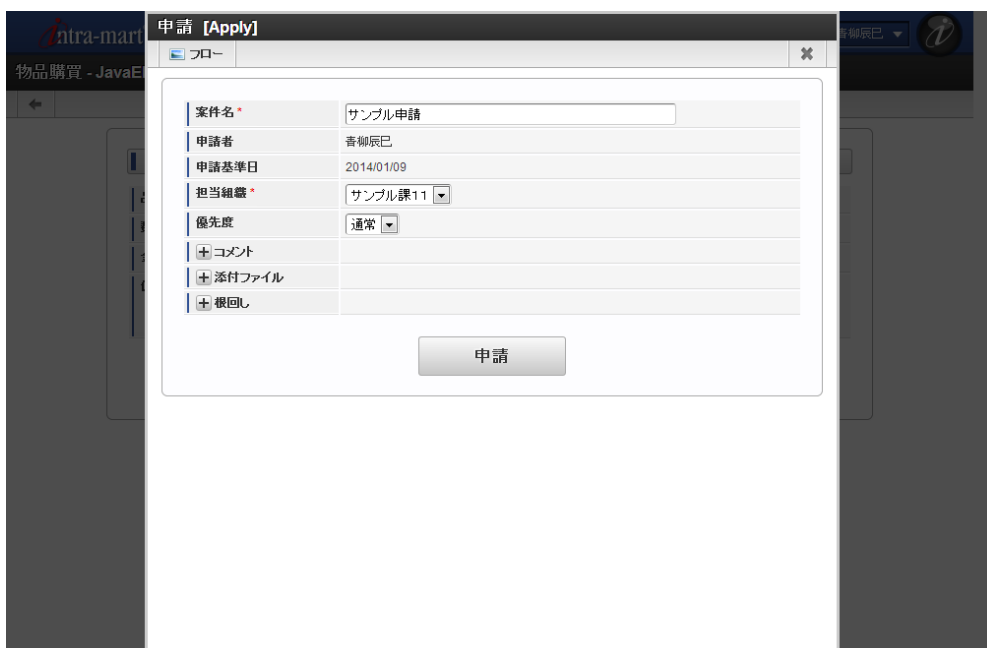 申請 [Apply]
intra-mart
青柳辰巳
フロー
物品購買 - JavaE
案件名*
サンプル申請
申請者
青柳辰巳
申請基準日
2014/01/09
担当組織*
サンプル課11
優先度
通常
コメント
添付ファイル
根回し
申請